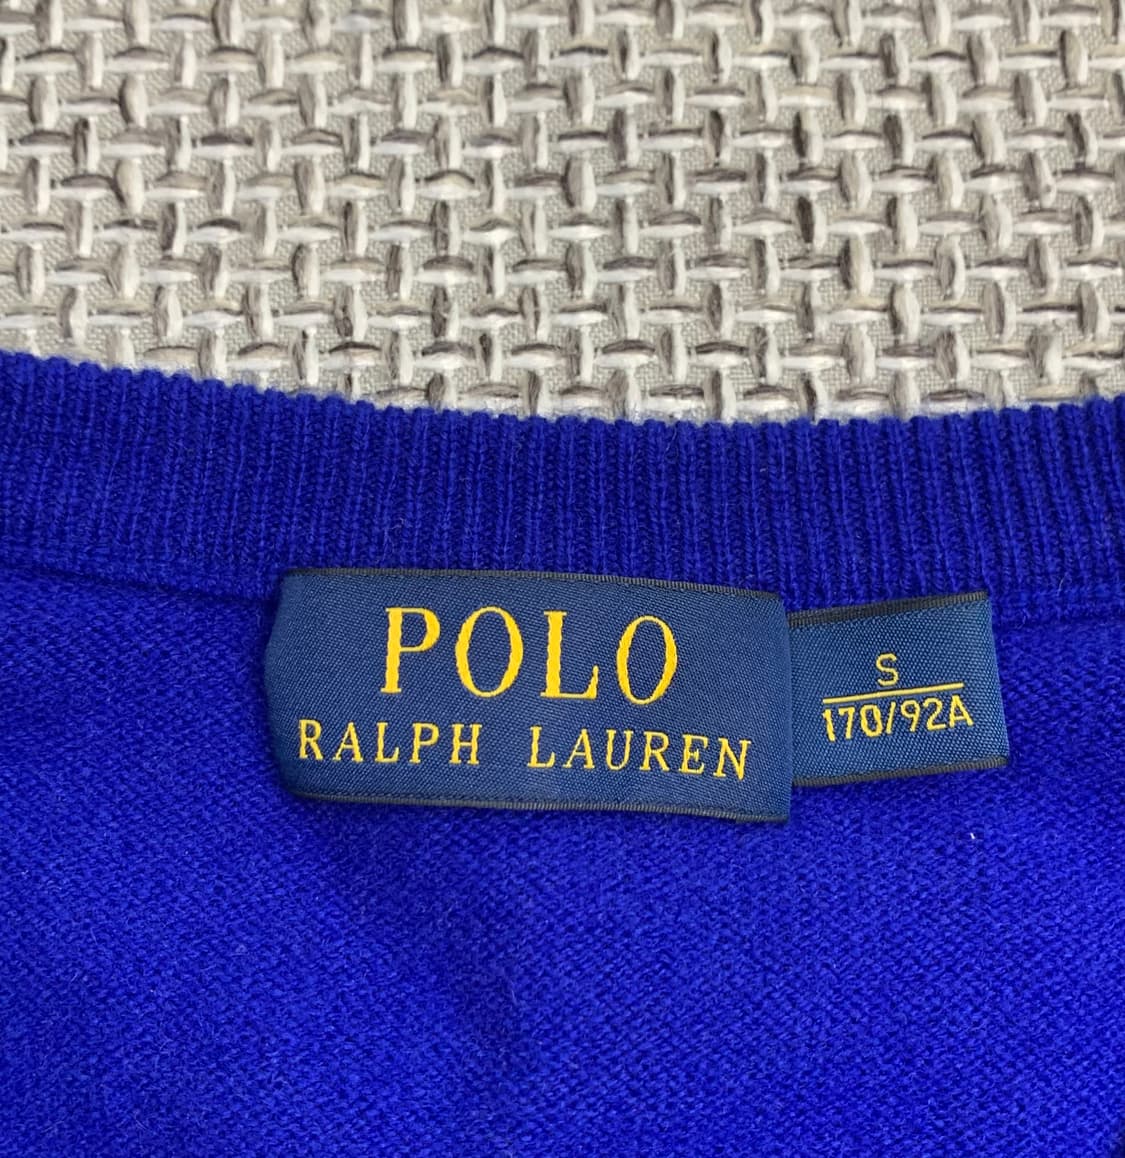 POLO
RALPH LAUREN
S
170/92A